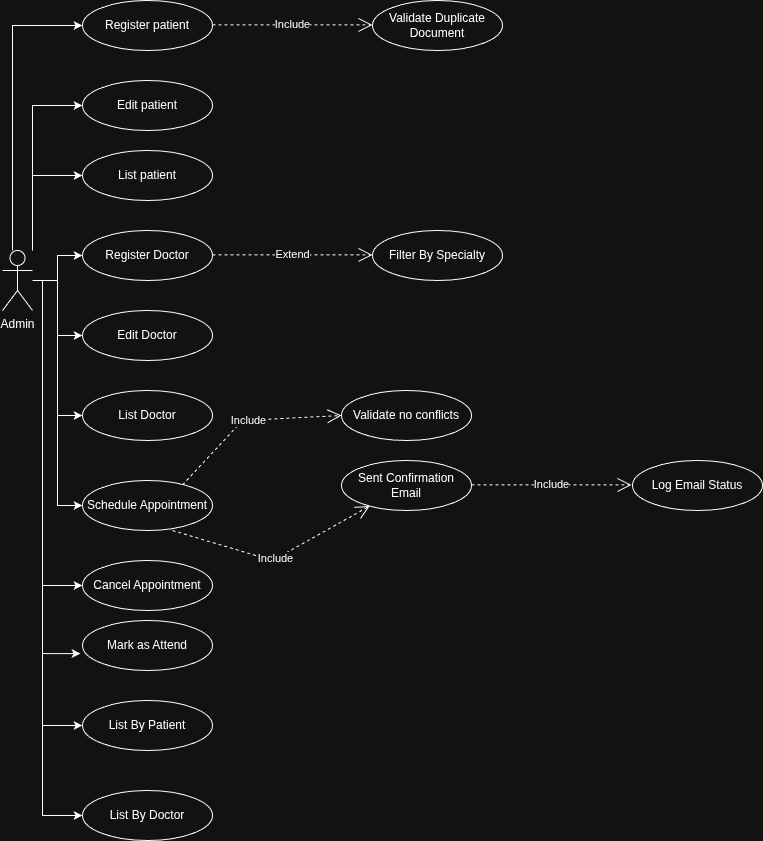 Register patient
Include
Validate Duplicate
Document
Edit patient
List patient
Register Doctor
Extend
Filter By Specialty
Admin
Edit Doctor
List Doctor
Include
Validate no conflicts
Schedule Appointment
Sent Confirmation
Email
Include
Log Email Status
Include
Cancel Appointment
Mark as Attend
List By Patient
List By Doctor